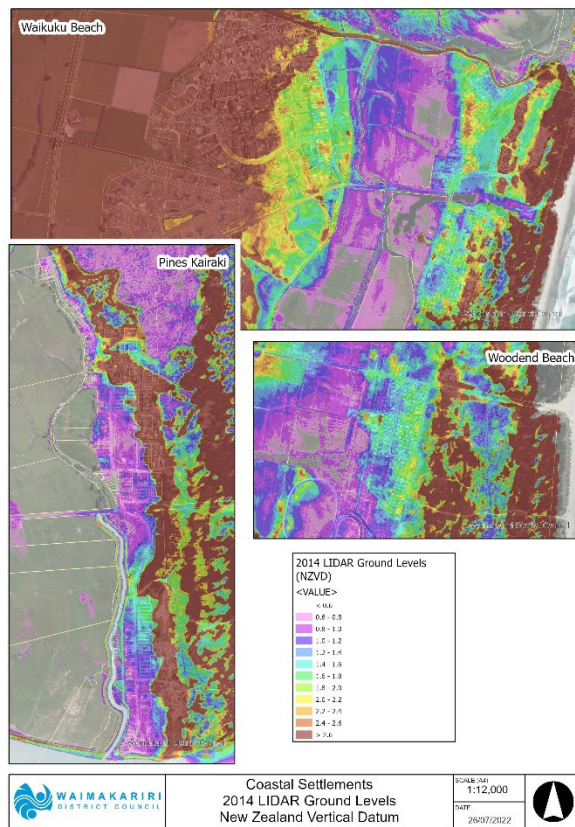 Waikuku Beach
Pines Kairaki
Woodend Beach
2014 LIDAR Ground Levels
(NZVD)
<VALUE>
< 0.6
0.6 - 0.8
0.8 - 1.0
1.0 - 1.2
1.2 - 1.4
1.4 - 1.6
1.6 - 1.8
1.8 - 2.0
2.0 - 2.2
2.2 - 2.4
2.4 - 2.6
> 2.6
WAIMAKARIRI
DISTRICT COUNCIL
Coastal Settlements
2014 LIDAR Ground Levels
New Zealand Vertical Datum
SCALE (A4)
1:12,000
DATE
26/07/2022